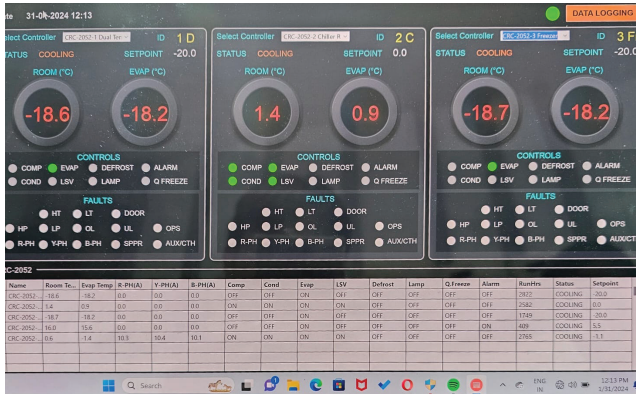 ate 31-01-2024 12:13
DATA LOGGING
elect Controller CRC-2052-1 Dual Ter ID 1 D
TATUS COOLING SETPOINT -20.0
ROOM (°C) EVAP (°C)
-18.6 -18.2
CONTROLS
COMP EVAP DEFROST ALARM
COND LSV LAMP Q FREEZE
FAULTS
HT LT DOOR
HP LP OL UL OPS
R-PH Y-PH B-PH SPPR AUX/CTH
Select Controller CRC-2052-2 Chiller R ID 2 C
STATUS COOLING SETPOINT 0.0
ROOM (°C) EVAP (°C)
1.4 0.9
CONTROLS
COMP EVAP DEFROST ALARM
COND LSV LAMP Q FREEZE
FAULTS
HT LT DOOR
HP LP OL UL OPS
R-PH Y-PH B-PH SPPR AUX/CTH
Select Controller CRC-2052-3 Freezer ID 3 F
STATUS COOLING SETPOINT -20.
ROOM (°C) EVAP (°C)
-18.7 -18.2
CONTROLS
COMP EVAP DEFROST ALARM
COND LSV LAMP Q FREEZE
FAULTS
HT LT DOOR
HP LP OL UL OPS
R-PH Y-PH B-PH SPPR AUX/CT
RC-2052
Name Room Te... Evap Temp R-PH(A) Y-PH(A) B-PH(A) Comp Cond Evap LSV Defrost Lamp Q.Freeze Alarm RunHrs Status Setpoint
CRC-2052-... -18.6 -18.2 0.0 0.0 0.0 OFF OFF ON OFF OFF OFF OFF OFF 2922 COOLING -20.0
CRC-2052-... 1.4 0.9 0.0 0.0 0.0 ON ON ON ON OFF OFF OFF OFF 2582 COOLING 0.0
CRC-2052-... -18.7 -18.2 0.0 0.0 0.0 OFF OFF ON OFF OFF OFF OFF OFF 1749 COOLING -20.0
CRC-2052-... 16.0 15.6 0.0 0.0 0.0 OFF OFF ON OFF OFF OFF OFF ON 409 COOLING 5.5
CRC-2052-... 0.6 -1.4 10.3 10.4 10.1 ON ON ON ON OFF OFF OFF OFF 2765 COOLING -1.1
Search
ENG
IN
12:13 PM
1/31/2024